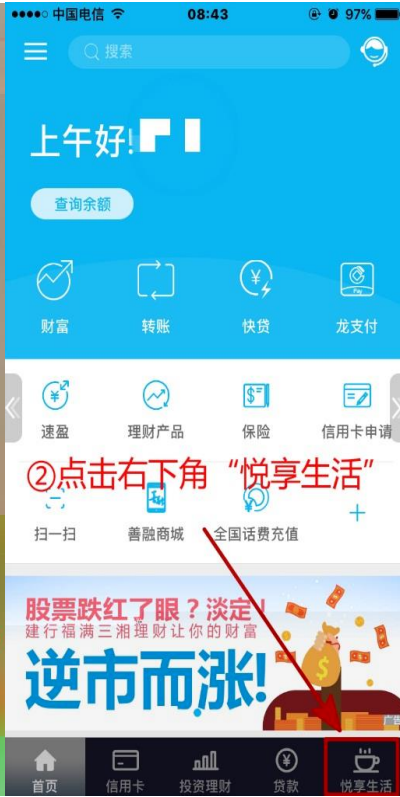 中国电信 08:43 97%
搜索
上午好!
查询余额
财富 转账 快贷 龙支付
Pay
速盈 理财产品 保险 信用卡申请
②点击右下角“悦享生活”
扫一扫 善融商城 全国话费充值
股票跌红了眼？淡定！
建行福满三湘理财让你的财富
逆市而涨!
广告
首页 信用卡 投资理财 贷款 悦享生活